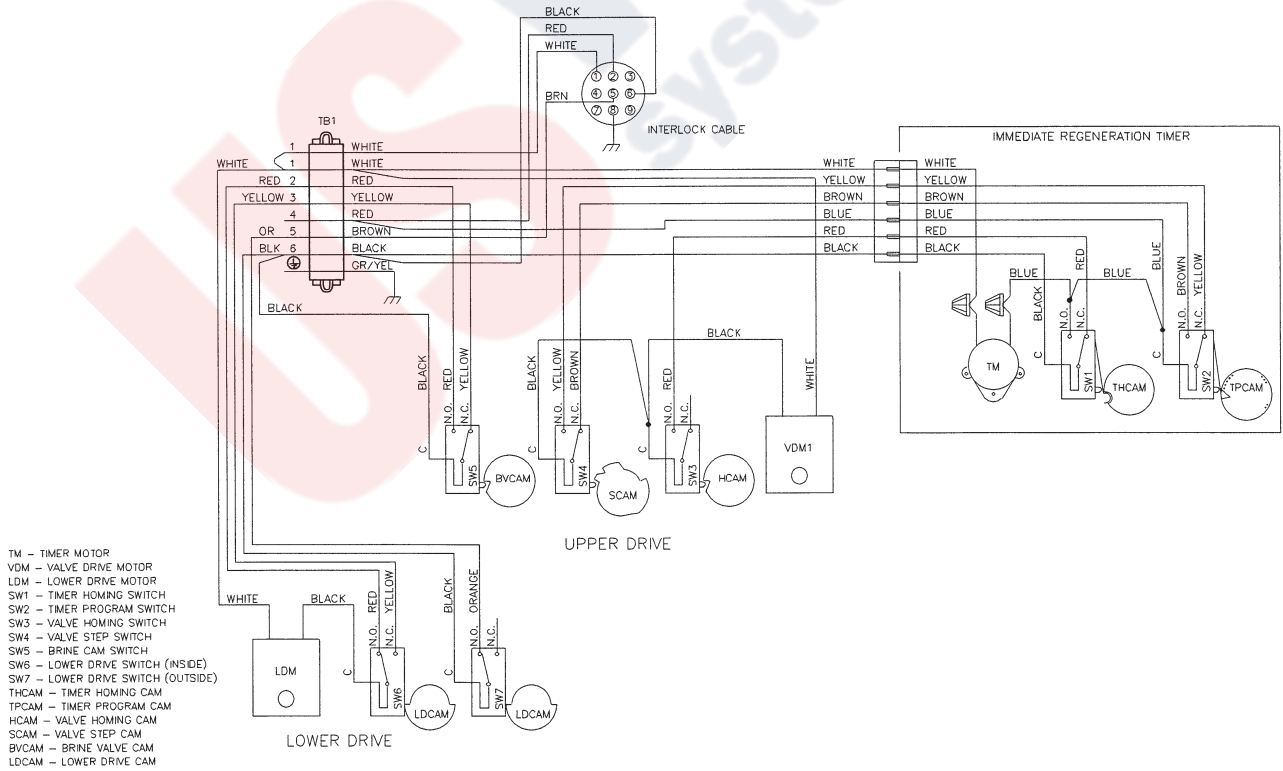 BLACK
RED
WHITE
1 2 3
4 5 6
7 8 9
BRN
INTERLOCK CABLE
TB1
1 WHITE
WHITE 1 WHITE
RED 2 RED
YELLOW 3 YELLOW
4 RED
OR 5 BROWN
BLK 6 BLACK
GR/YEL
BLACK
IMMEDIATE REGENERATION TIMER
WHITE WHITE
YELLOW YELLOW
BROWN BROWN
BLUE BLUE
RED RED
BLACK BLACK
BLUE
BLACK
RED
BLUE
BLUE
BROWN
YELLOW
N.O.
N.C.
C
SW1
THCAM
TM
N.O.
N.C.
C
SW2
TPCAM
BLACK
RED
YELLOW
N.O.
N.C.
C
SW5
BVCAM
BLACK
YELLOW
BROWN
N.O.
N.C.
C
SW4
SCAM
BLACK
RED
N.O.
N.C.
C
SW3
HCAM
WHITE
VDM1
UPPER DRIVE
WHITE
BLACK
LDM
RED
YELLOW
N.O.
N.C.
C
SW6
LDCAM
BLACK
ORANGE
N.O.
N.C.
C
SW7
LDCAM
LOWER DRIVE
TM – TIMER MOTOR
VDM – VALVE DRIVE MOTOR
LDM – LOWER DRIVE MOTOR
SW1 – TIMER HOMING SWITCH
SW2 – TIMER PROGRAM SWITCH
SW3 – VALVE HOMING SWITCH
SW4 – VALVE STEP SWITCH
SW5 – BRINE CAM SWITCH
SW6 – LOWER DRIVE SWITCH (INSIDE)
SW7 – LOWER DRIVE SWITCH (OUTSIDE)
THCAM – TIMER HOMING CAM
TPCAM – TIMER PROGRAM CAM
HCAM – VALVE HOMING CAM
SCAM – VALVE STEP CAM
BVCAM – BRINE VALVE CAM
LDCAM – LOWER DRIVE CAM
US
syste